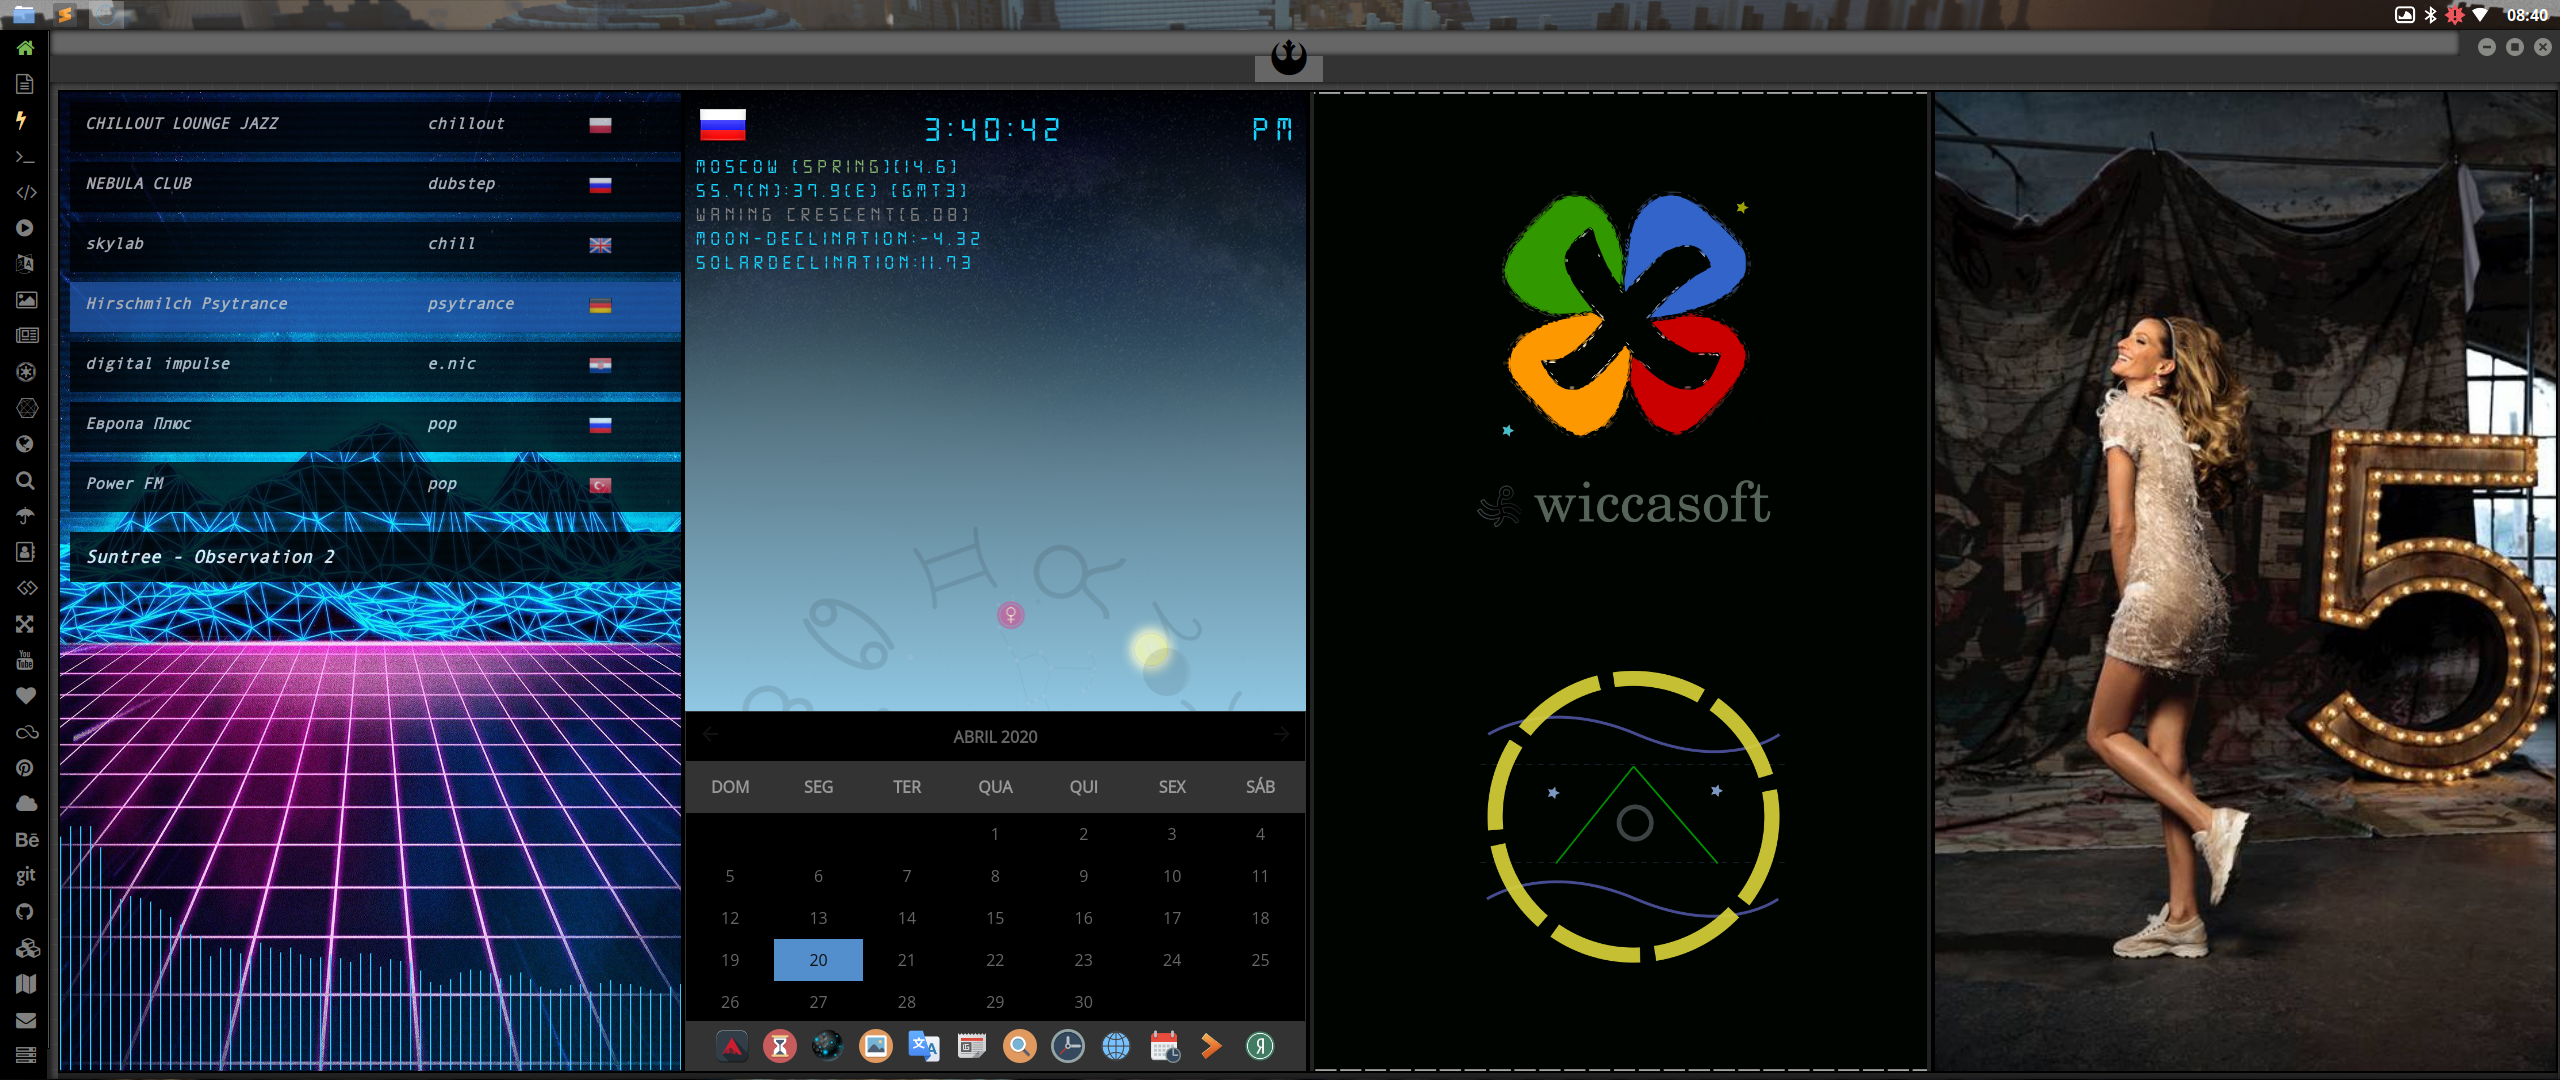 08:40
CHILLOUT LOUNGE JAZZ chillout
NEBULA CLUB dubstep
skylab chill
Hirschmilch Psytrance psytrance
digital impulse e.nic
Европа Плюс pop
Power FM pop
Suntree - Observation 2
You
Tube
Bē
git
3:40:42 PM
MOSCOW [SPRING][14.6]
55.7(N):37.9(E) [GMT3]
WANING CRESCENT[6.08]
MOON-DECLINATION:-4.32
SOLARDECLINATION:11.73
ABRIL 2020
DOM SEG TER QUA QUI SEX SÁB
1 2 3 4
5 6 7 8 9 10 11
12 13 14 15 16 17 18
19 20 21 22 23 24 25
26 27 28 29 30
Я
wiccasoft
5